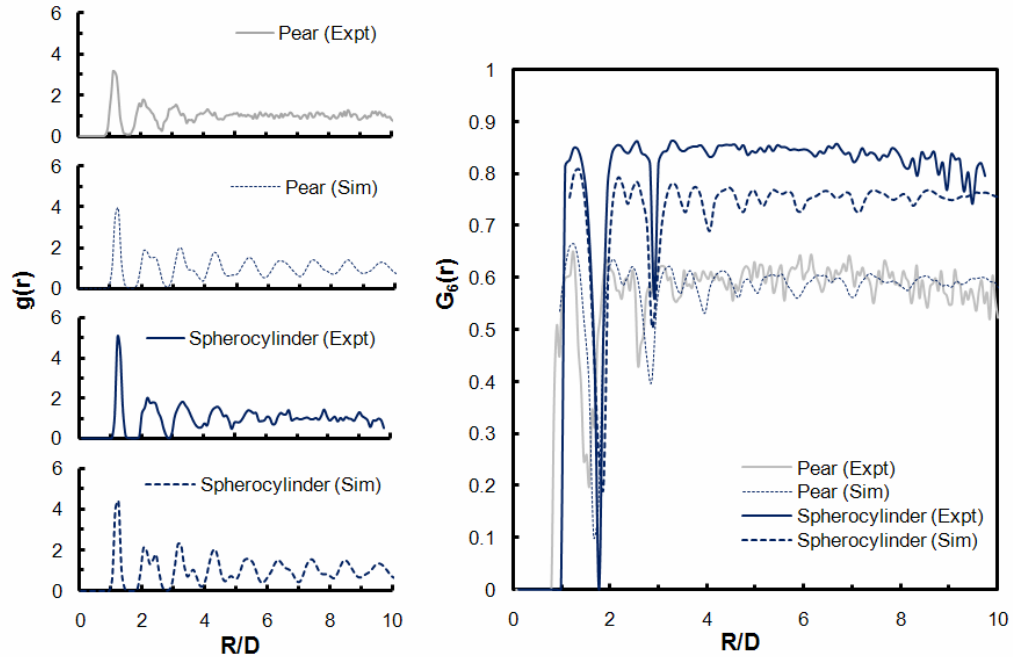 6
4
2
0
Pear (Expt)
6
4
2
0
Pear (Sim)
6
4
2
0
Spherocylinder (Expt)
6
4
2
0
Spherocylinder (Sim)
0 2 4 6 8 10
R/D
g(r)
1
0.9
0.8
0.7
0.6
0.5
0.4
0.3
0.2
0.1
0
G₆(r)
Pear (Expt)
Pear (Sim)
Spherocylinder (Expt)
Spherocylinder (Sim)
0 2 4 6 8 10
R/D